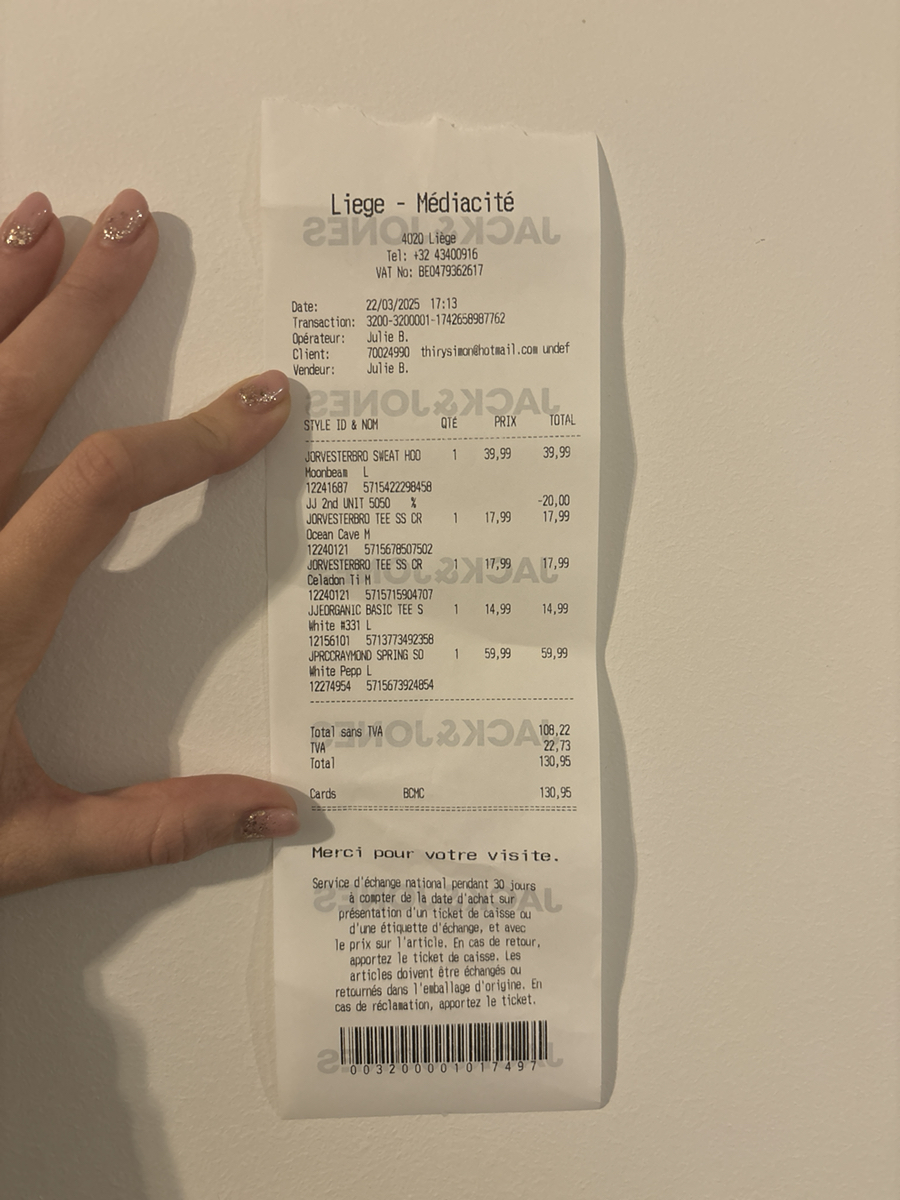 Liege - Médiacité
4020 Liège
Tel: +32 43400916
VAT No: BE0479362617
Date: 22/03/2025 17:13
Transaction: 3200-3200001-1742658987762
Opérateur: Julie B.
Client: 70024990 thirysimon@hotmail.com undef
Vendeur: Julie B.
JACK&JONES
STYLE ID & NOM QTÉ PRIX TOTAL
JORVESTERBRO SWEAT HOO 1 39,99 39,99
Moonbeam L
12241687 5715422298458
JJ 2nd UNIT 5050 % -20,00
JORVESTERBRO TEE SS CR 1 17,99 17,99
Ocean Cave M
12240121 5715678507502
JORVESTERBRO TEE SS CR 1 17,99 17,99
Celadon Ti M
12240121 5715715904707
JJEORGANIC BASIC TEE S 1 14,99 14,99
White #331 L
12156101 5713773492358
JPRCCRAYMOND SPRING SO 1 59,99 59,99
White Pepp L
12274954 5715673924854
Total sans TVA 108,22
TVA 22,73
Total 130,95
Cards BCMC 130,95
Merci pour votre visite.
Service d'échange national pendant 30 jours
à compter de la date d'achat sur
présentation d'un ticket de caisse ou
d'une étiquette d'échange, et avec
le prix sur l'article. En cas de retour,
apportez le ticket de caisse. Les
articles doivent être échangés ou
retournés dans l'emballage d'origine. En
cas de réclamation, apportez le ticket.
003200001017497